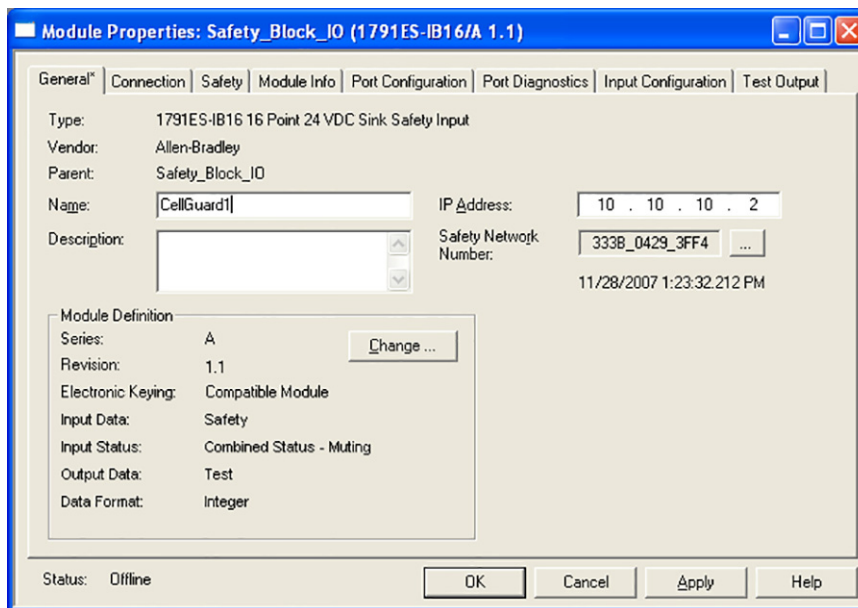 Module Properties: Safety_Block_IO (1791ES-IB16/A 1.1)
General* Connection Safety Module Info Port Configuration Port Diagnostics Input Configuration Test Output
Type: 1791ES-IB16 16 Point 24 VDC Sink Safety Input
Vendor: Allen-Bradley
Parent: Safety_Block_IO
Name: CellGuard1 IP Address: 10 . 10 . 10 . 2
Description: Safety Network Number: 333B_0429_3FF4 ...
11/28/2007 1:23:32.212 PM
Module Definition
Series: A Change ...
Revision: 1.1
Electronic Keying: Compatible Module
Input Data: Safety
Input Status: Combined Status - Muting
Output Data: Test
Data Format: Integer
Status: Offline OK Cancel Apply Help